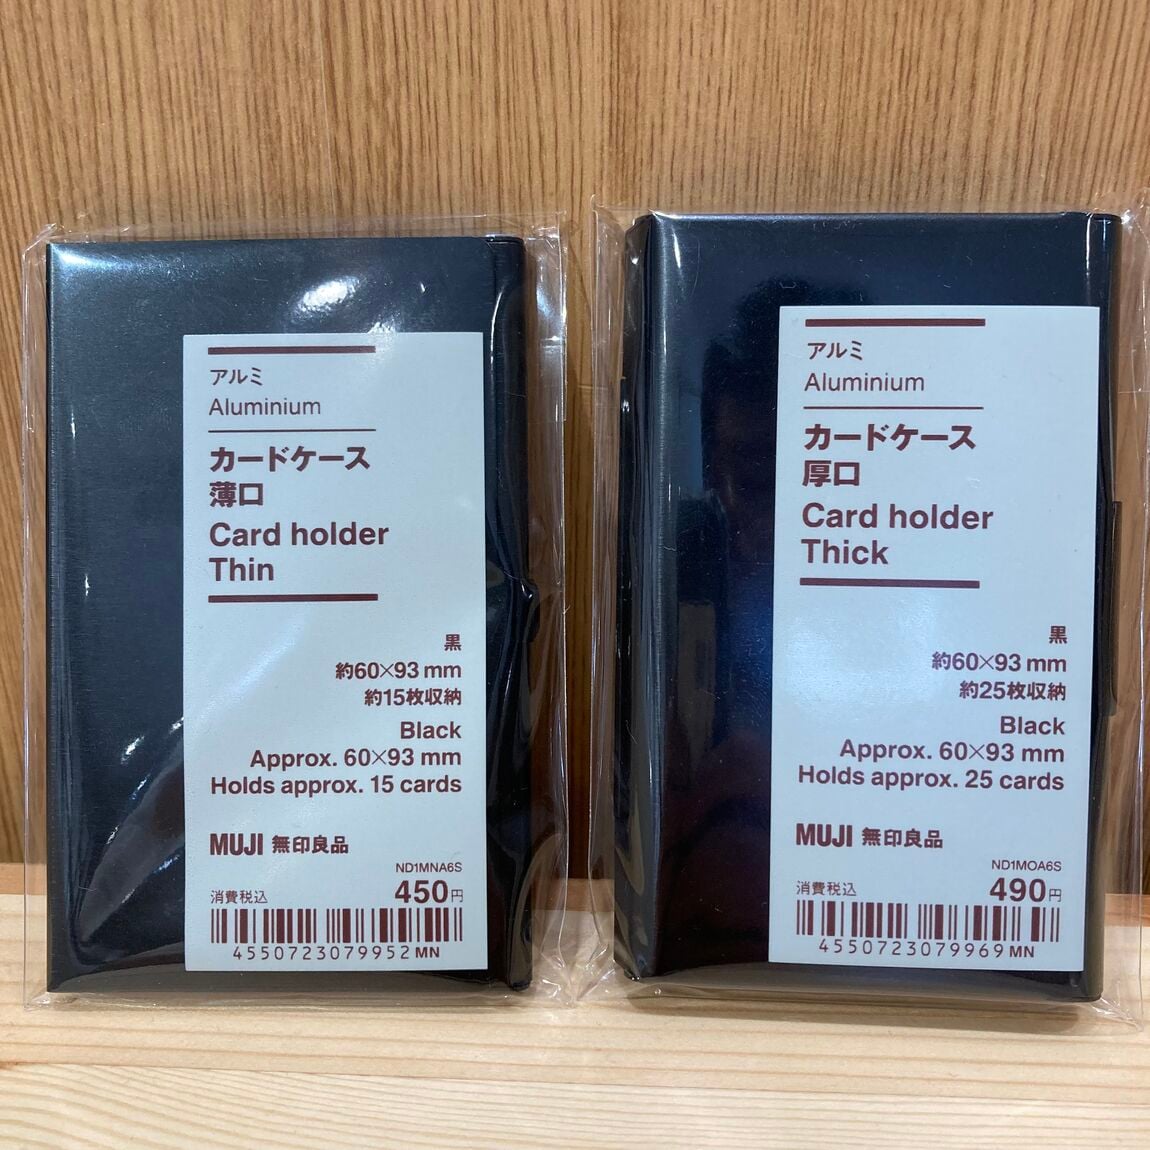 アルミ
Aluminium
カードケース
薄口
Card holder
Thin
黒
約60×93 mm
約15枚収納
Black
Approx. 60×93 mm
Holds approx. 15 cards
MUJI 無印良品
ND1MNA6S
消費税込 450円
4550723079952 MN
アルミ
Aluminium
カードケース
厚口
Card holder
Thick
黒
約60×93 mm
約25枚収納
Black
Approx. 60×93 mm
Holds approx. 25 cards
MUJI 無印良品
ND1MOA6S
消費税込 490円
4550723079969 MN